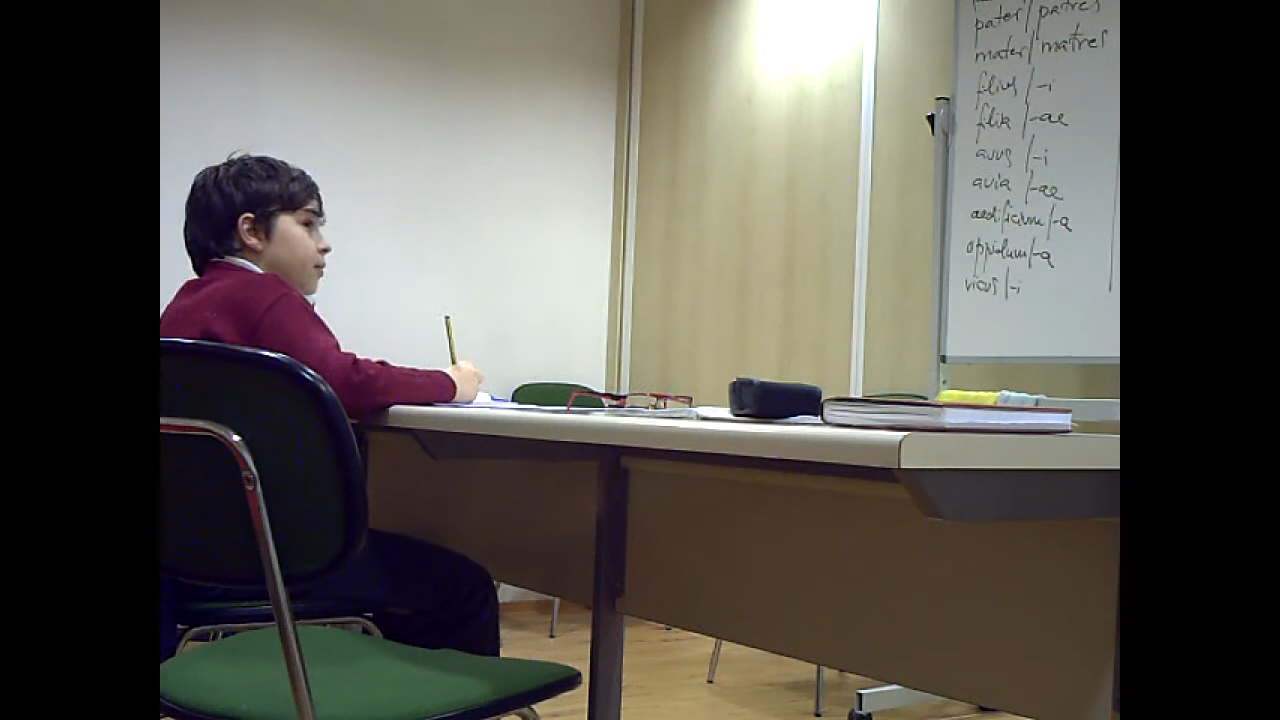 pater/patres
mater/matres
filius/-i
filia/-ae
avus/-i
avia/-ae
aedificium/-a
oppidum/-a
vicus/-i